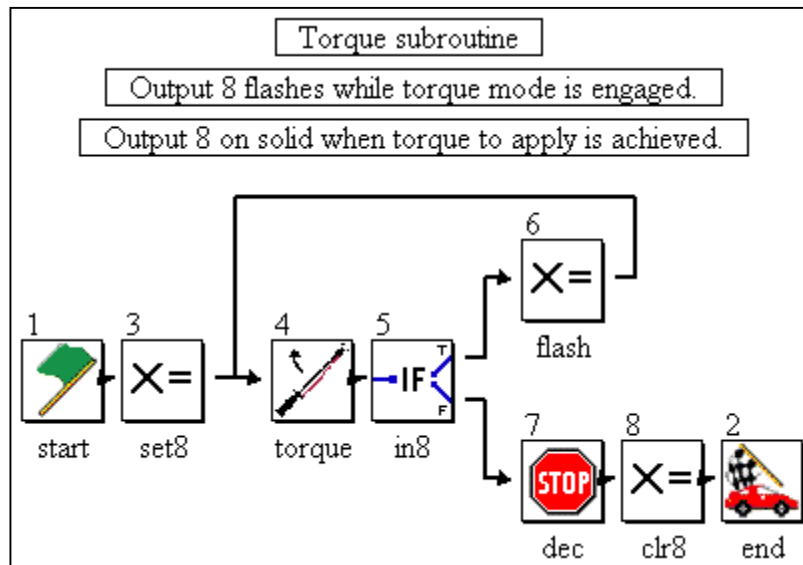 Torque subroutine
Output 8 flashes while torque mode is engaged.
Output 8 on solid when torque to apply is achieved.
6
X=
flash
1
3
4
5
X=
T
IF
F
start
set8
torque
in8
7
8
2
STOP
X=
dec
clr8
end